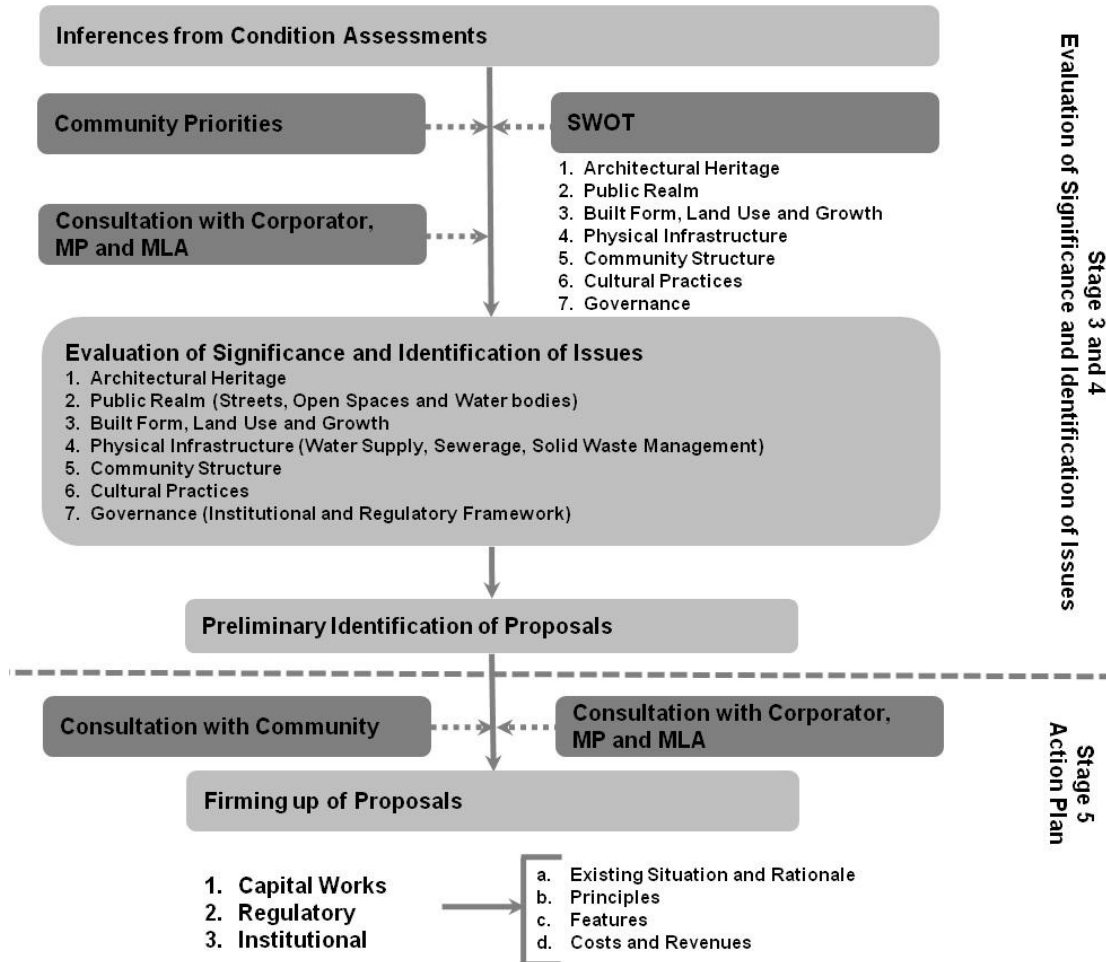 Inferences from Condition Assessments
Community Priorities
SWOT
1. Architectural Heritage
2. Public Realm
3. Built Form, Land Use and Growth
4. Physical Infrastructure
5. Community Structure
6. Cultural Practices
7. Governance
Consultation with Corporator,
MP and MLA
Evaluation of Significance and Identification of Issues
1. Architectural Heritage
2. Public Realm (Streets, Open Spaces and Water bodies)
3. Built Form, Land Use and Growth
4. Physical Infrastructure (Water Supply, Sewerage, Solid Waste Management)
5. Community Structure
6. Cultural Practices
7. Governance (Institutional and Regulatory Framework)
Preliminary Identification of Proposals
Stage 3 and 4
Evaluation of Significance and Identification of Issues
Consultation with Community
Consultation with Corporator,
MP and MLA
Firming up of Proposals
1. Capital Works
2. Regulatory
3. Institutional
a. Existing Situation and Rationale
b. Principles
c. Features
d. Costs and Revenues
Stage 5
Action Plan